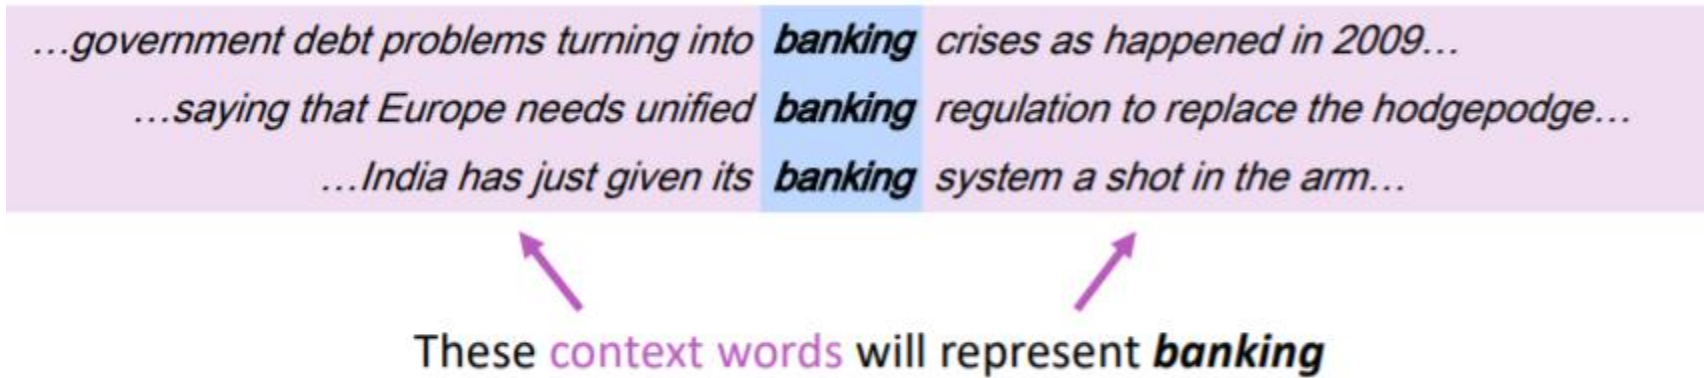 …government debt problems turning into banking crises as happened in 2009…
…saying that Europe needs unified banking regulation to replace the hodgepodge…
…India has just given its banking system a shot in the arm…
These context words will represent banking